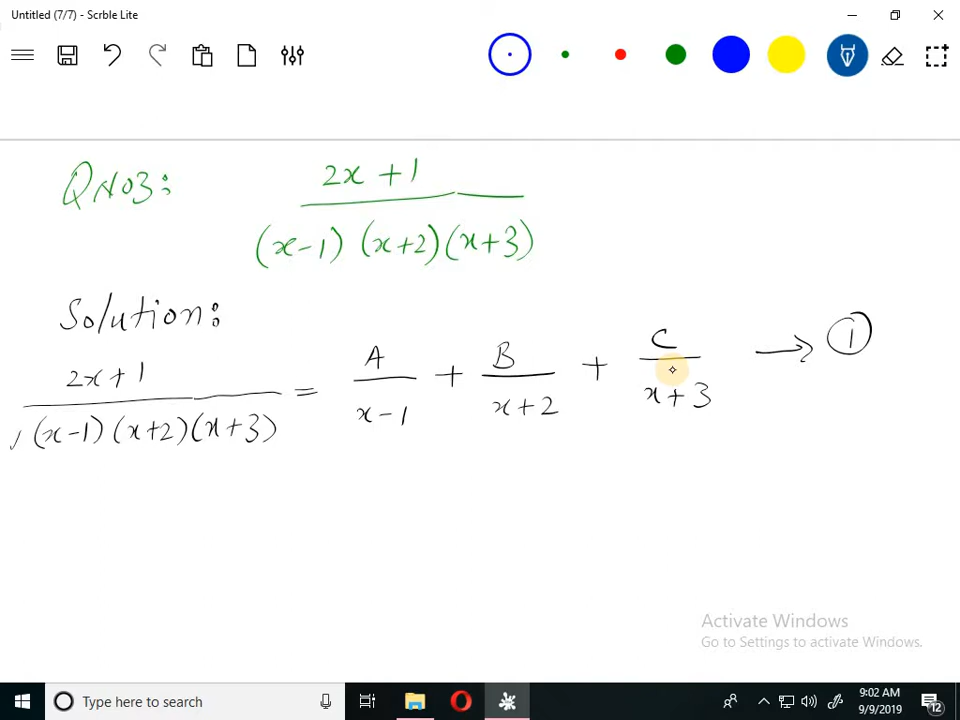 Untitled (7/7) - Scrble Lite
QNO3: 2x + 1
(x-1) (x+2)(x+3)
Solution:
2x + 1 = A + B + C → ①
(x-1)(x+2)(x+3) x-1 x+2 x+3
Activate Windows
Go to Settings to activate Windows.
Type here to search
9:02 AM
9/9/2019
12